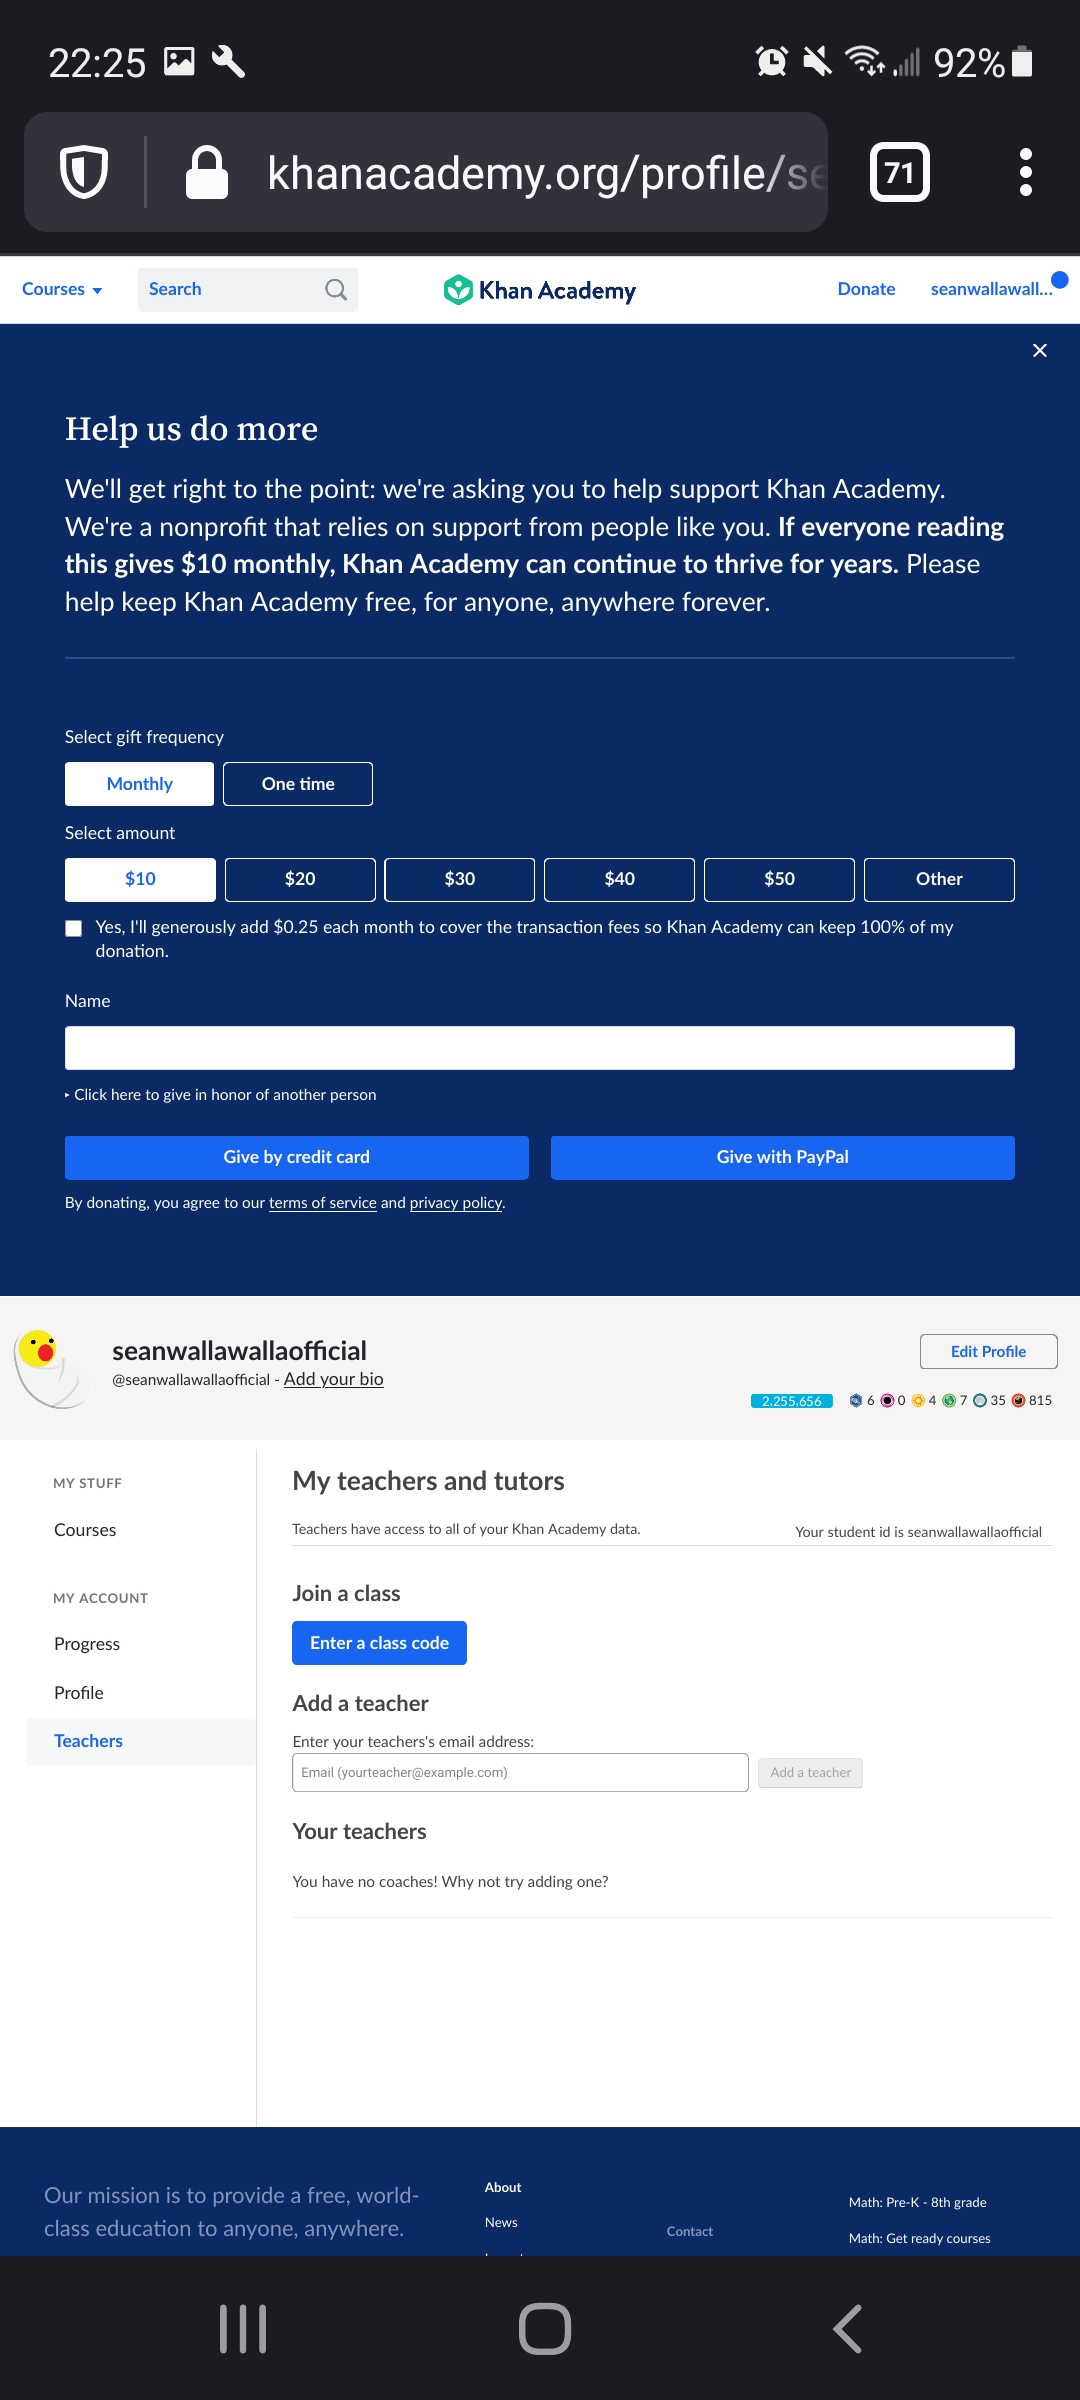 22:25
92%
khanacademy.org/profile/se
71
Courses
Search
Khan Academy
Donate
seanwallawall...
Help us do more
We'll get right to the point: we're asking you to help support Khan Academy.
We're a nonprofit that relies on support from people like you. If everyone reading
this gives $10 monthly, Khan Academy can continue to thrive for years. Please
help keep Khan Academy free, for anyone, anywhere forever.
Select gift frequency
Monthly
One time
Select amount
$10
$20
$30
$40
$50
Other
Yes, I'll generously add $0.25 each month to cover the transaction fees so Khan Academy can keep 100% of my
donation.
Name
Click here to give in honor of another person
Give by credit card
Give with PayPal
By donating, you agree to our terms of service and privacy policy.
seanwallawallaofficial
@seanwallawallaofficial - Add your bio
Edit Profile
2,255,656
6
0
4
7
35
815
MY STUFF
Courses
MY ACCOUNT
Progress
Profile
Teachers
My teachers and tutors
Teachers have access to all of your Khan Academy data.
Your student id is seanwallawallaofficial
Join a class
Enter a class code
Add a teacher
Enter your teachers's email address:
Email (yourteacher@example.com)
Add a teacher
Your teachers
You have no coaches! Why not try adding one?
Our mission is to provide a free, world-
class education to anyone, anywhere.
About
News
Contact
Math: Pre-K - 8th grade
Math: Get ready courses